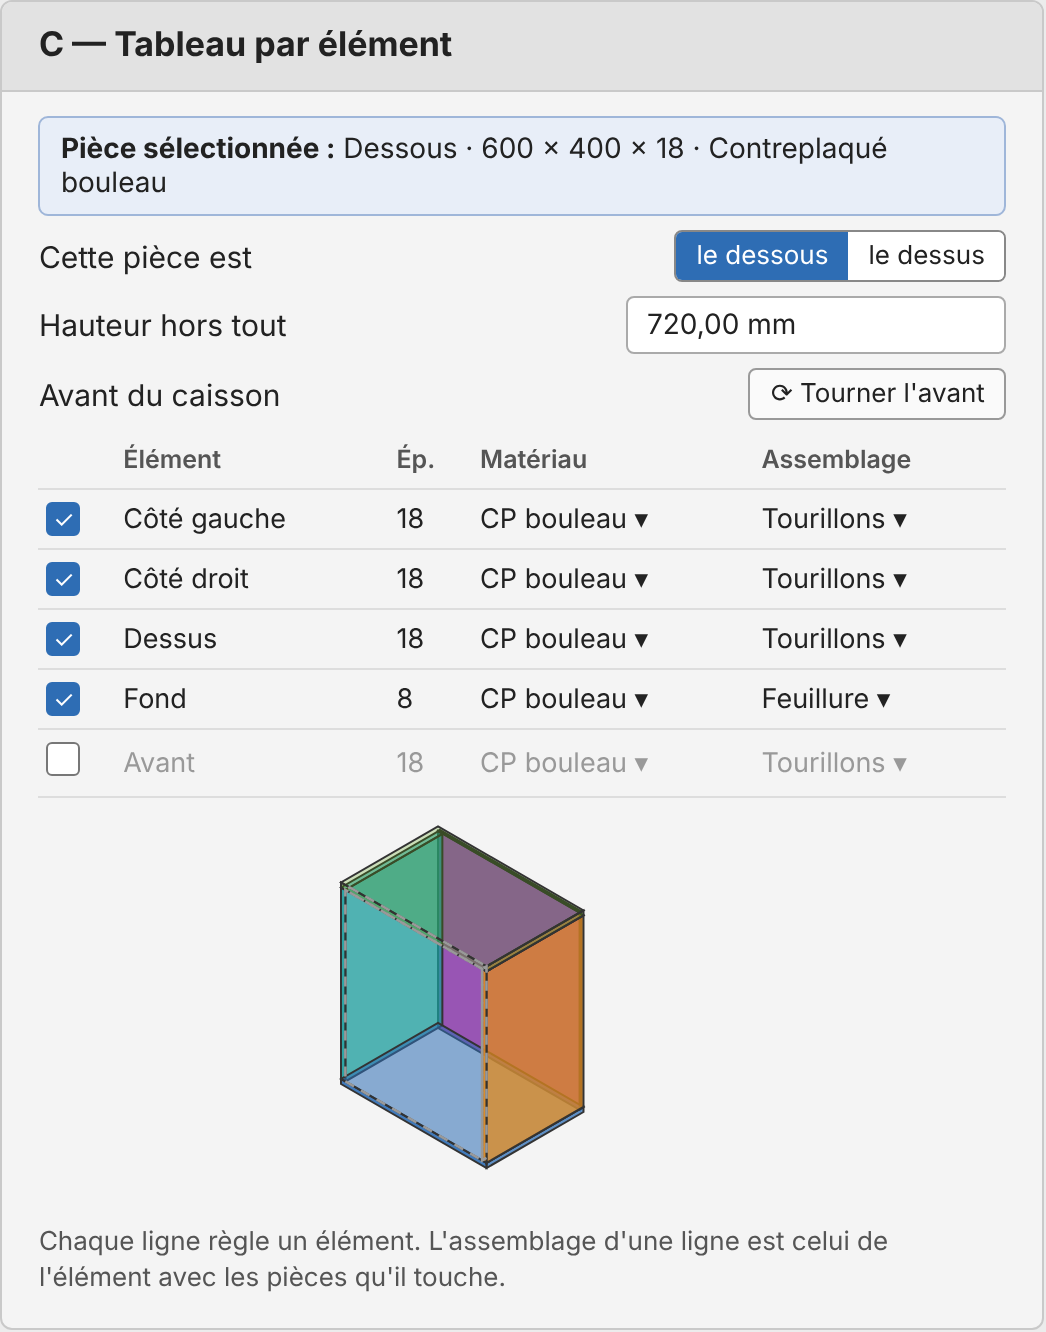 C — Tableau par élément
Pièce sélectionnée : Dessous · 600 × 400 × 18 · Contreplaqué
bouleau
Cette pièce est le dessous le dessus
Hauteur hors tout 720,00 mm
Avant du caisson ⟳ Tourner l'avant
Élément Ép. Matériau Assemblage
Côté gauche 18 CP bouleau ▾ Tourillons ▾
Côté droit 18 CP bouleau ▾ Tourillons ▾
Dessus 18 CP bouleau ▾ Tourillons ▾
Fond 8 CP bouleau ▾ Feuillure ▾
Avant 18 CP bouleau ▾ Tourillons ▾
Chaque ligne règle un élément. L'assemblage d'une ligne est celui de
l'élément avec les pièces qu'il touche.